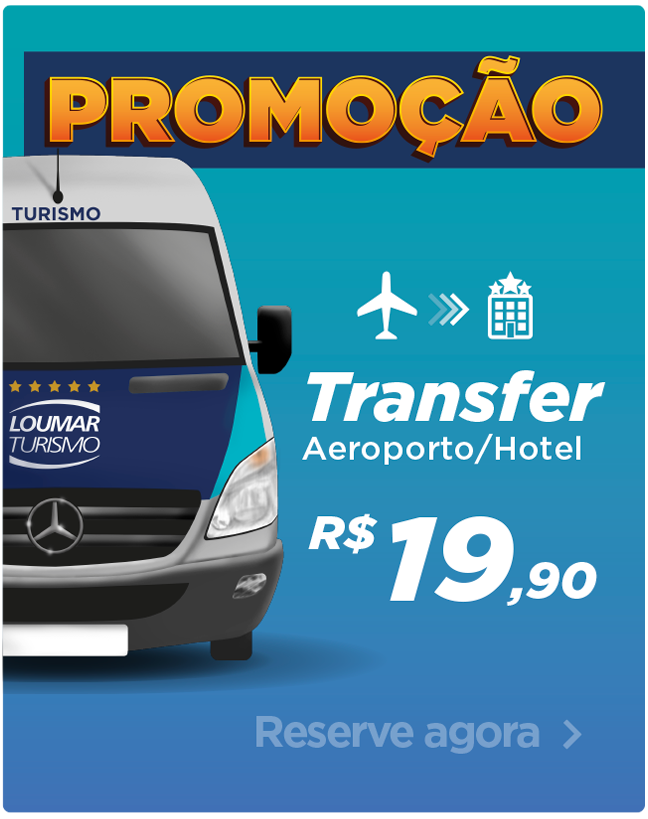 PROMOÇÃO
TURISMO
LOUMAR
TURISMO
Transfer
Aeroporto/Hotel
R$ 19,90
Reserve agora